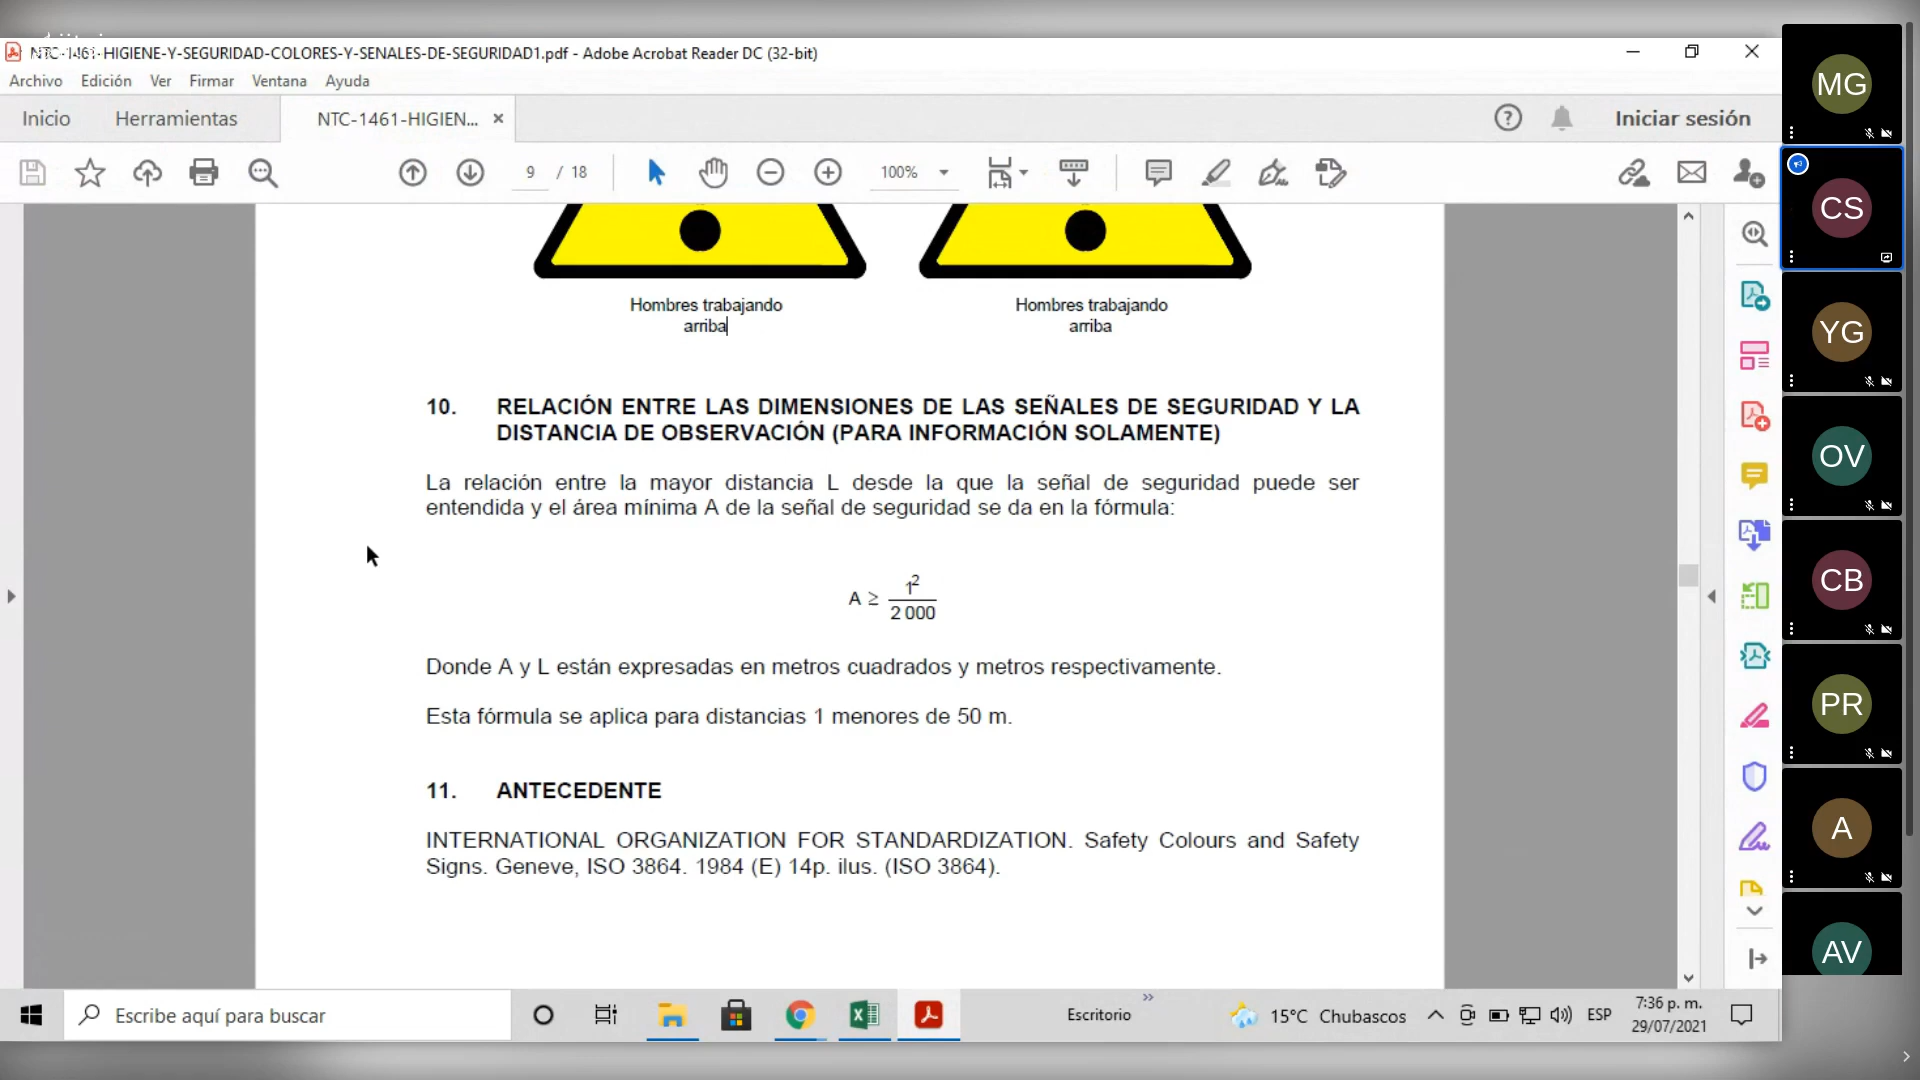 NTC-1461-HIGIENE-Y-SEGURIDAD-COLORES-Y-SENALES-DE-SEGURIDAD1.pdf - Adobe Acrobat Reader DC (32-bit)
Archivo Edición Ver Firmar Ventana Ayuda
Inicio Herramientas NTC-1461-HIGIEN... × Iniciar sesión
9 / 18 100%
Hombres trabajando
arriba
Hombres trabajando
arriba
10. RELACIÓN ENTRE LAS DIMENSIONES DE LAS SEÑALES DE SEGURIDAD Y LA
DISTANCIA DE OBSERVACIÓN (PARA INFORMACIÓN SOLAMENTE)
La relación entre la mayor distancia L desde la que la señal de seguridad puede ser
entendida y el área mínima A de la señal de seguridad se da en la fórmula:
A ≥ 1²
2 000
Donde A y L están expresadas en metros cuadrados y metros respectivamente.
Esta fórmula se aplica para distancias 1 menores de 50 m.
11. ANTECEDENTE
INTERNATIONAL ORGANIZATION FOR STANDARDIZATION. Safety Colours and Safety
Signs. Geneve, ISO 3864. 1984 (E) 14p. ilus. (ISO 3864).
MG
CS
YG
OV
CB
PR
A
AV
Escribe aquí para buscar
Escritorio
15°C Chubascos
ESP
7:36 p. m.
29/07/2021